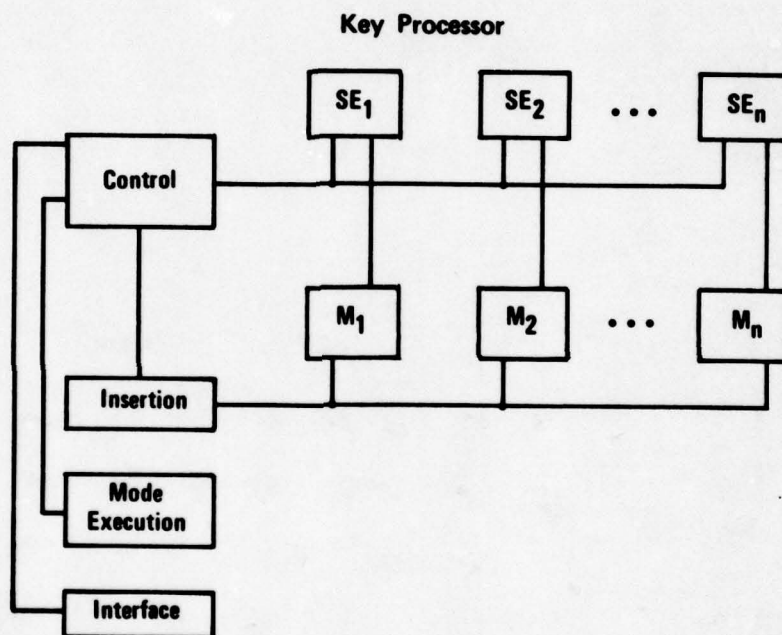 Key Processor
SE₁ SE₂ • • • SEₙ
Control
M₁ M₂ • • • Mₙ
Insertion
Mode
Execution
Interface